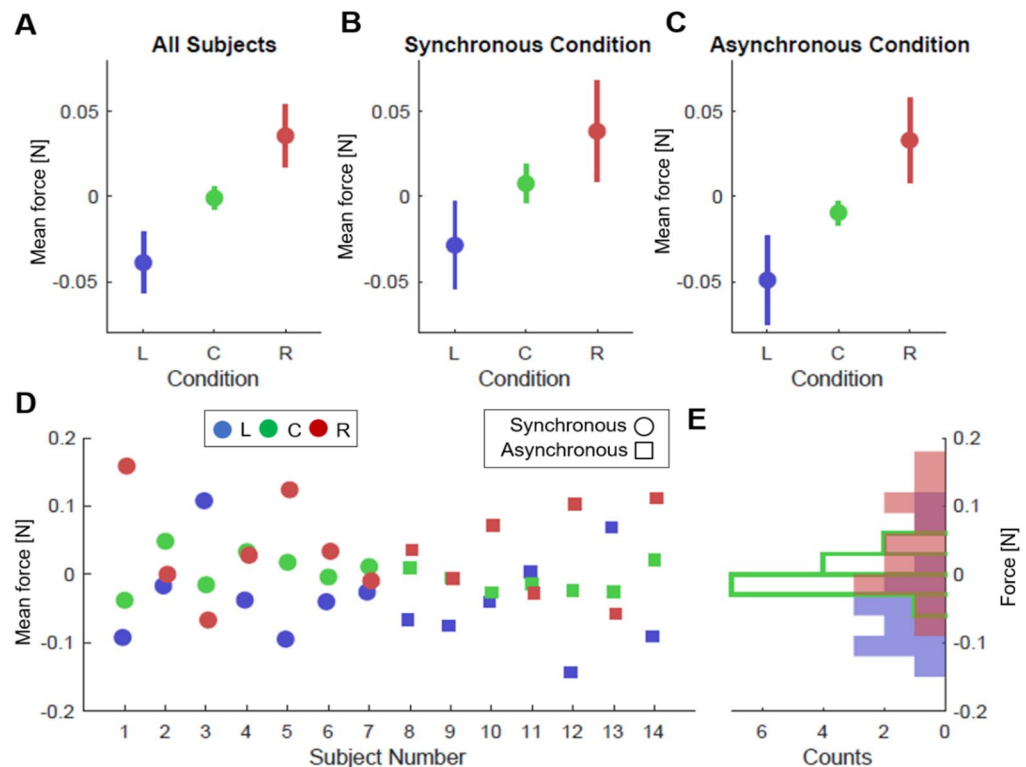 A
All Subjects
Mean force [N]
0.05
0
-0.05
L C R
Condition
B
Synchronous Condition
Mean force [N]
0.05
0
-0.05
L C R
Condition
C
Asynchronous Condition
Mean force [N]
0.05
0
-0.05
L C R
Condition
D
L C R
Synchronous
Asynchronous
Mean force [N]
0.2
0.1
0
-0.1
-0.2
1 2 3 4 5 6 7 8 9 10 11 12 13 14
Subject Number
E
0.2
0.1
0
-0.1
-0.2
Force [N]
6 4 2 0
Counts